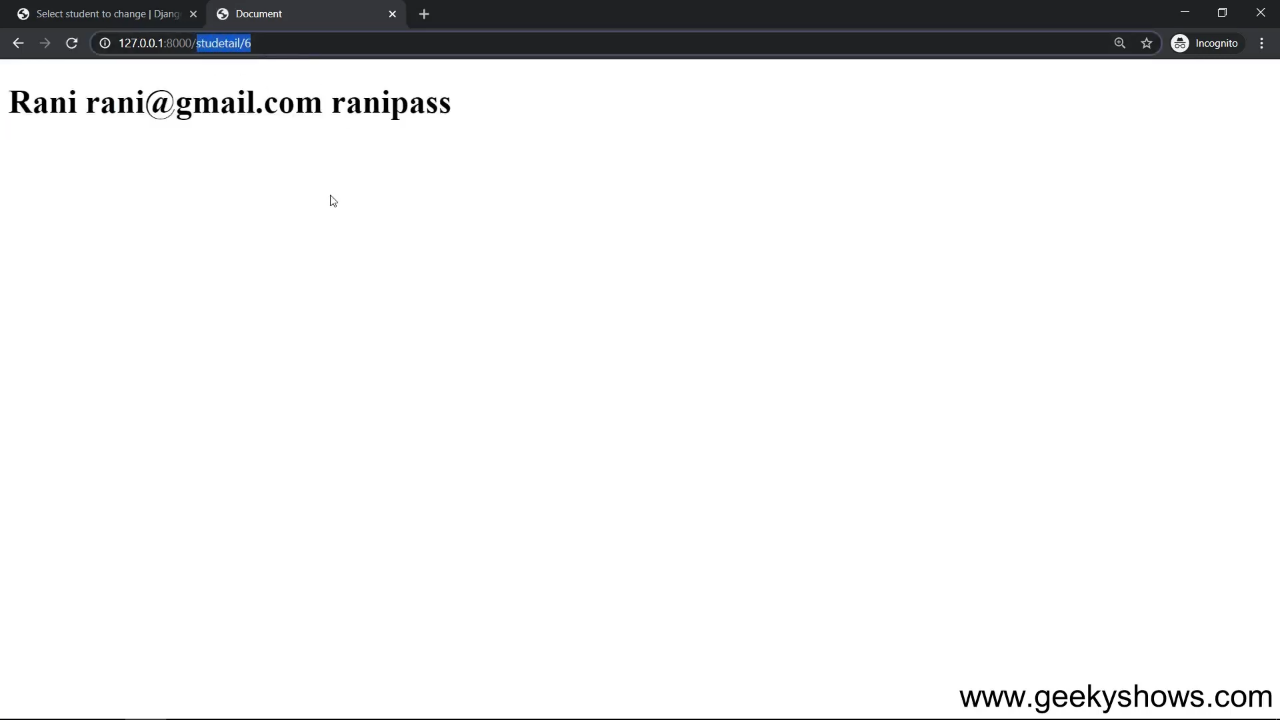 Select student to change | Djang
Document
127.0.0.1:8000/studetail/6
Incognito
Rani rani@gmail.com ranipass
www.geekyshows.com